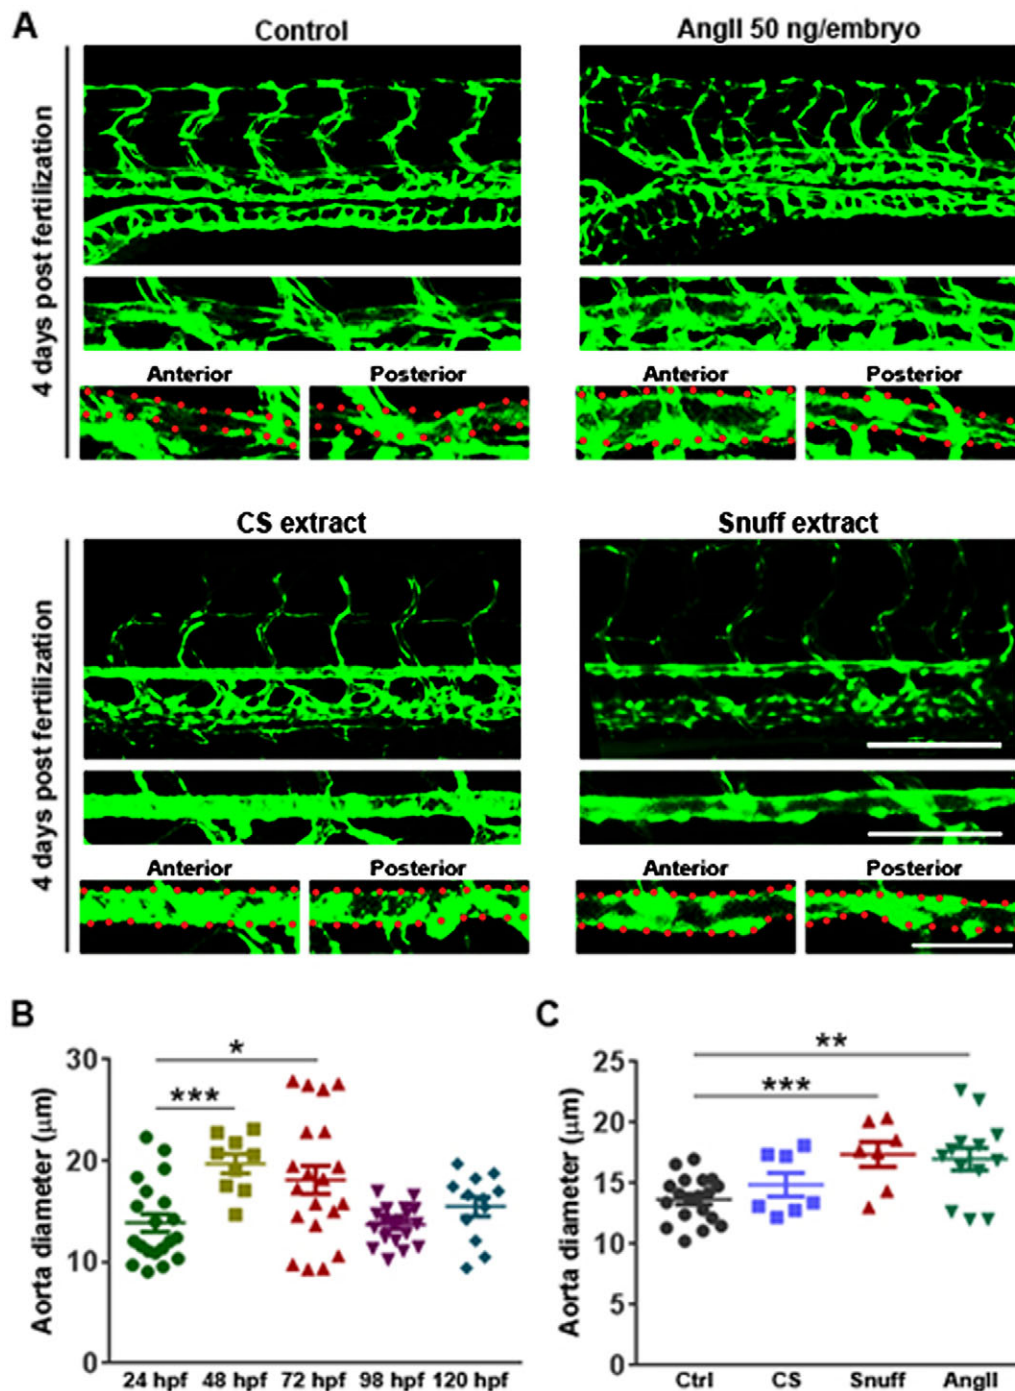 A
Control
AngII 50 ng/embryo
4 days post fertilization
Anterior
Posterior
Anterior
Posterior
CS extract
Snuff extract
4 days post fertilization
Anterior
Posterior
Anterior
Posterior
B
Aorta diameter (μm)
30
20
10
0
*
***
24 hpf
48 hpf
72 hpf
98 hpf
120 hpf
C
Aorta diameter (μm)
25
20
15
10
5
0
**
***
Ctrl
CS
Snuff
AngII